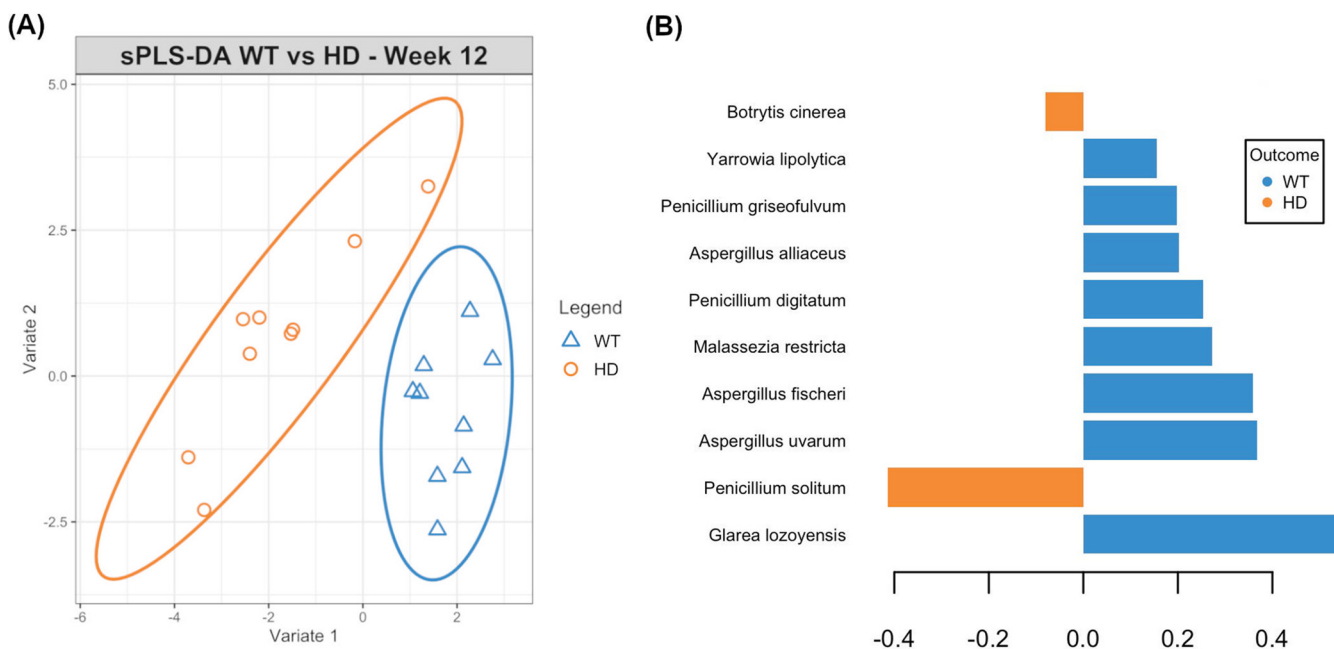 (A)
sPLS-DA WT vs HD - Week 12
5.0
2.5
0.0
-2.5
Variate 2
-6
-4
-2
0
2
Variate 1
Legend
WT
HD
(B)
Botrytis cinerea
Yarrowia lipolytica
Penicillium griseofulvum
Aspergillus alliaceus
Penicillium digitatum
Malassezia restricta
Aspergillus fischeri
Aspergillus uvarum
Penicillium solitum
Glarea lozoyensis
-0.4
-0.2
0.0
0.2
0.4
Outcome
WT
HD